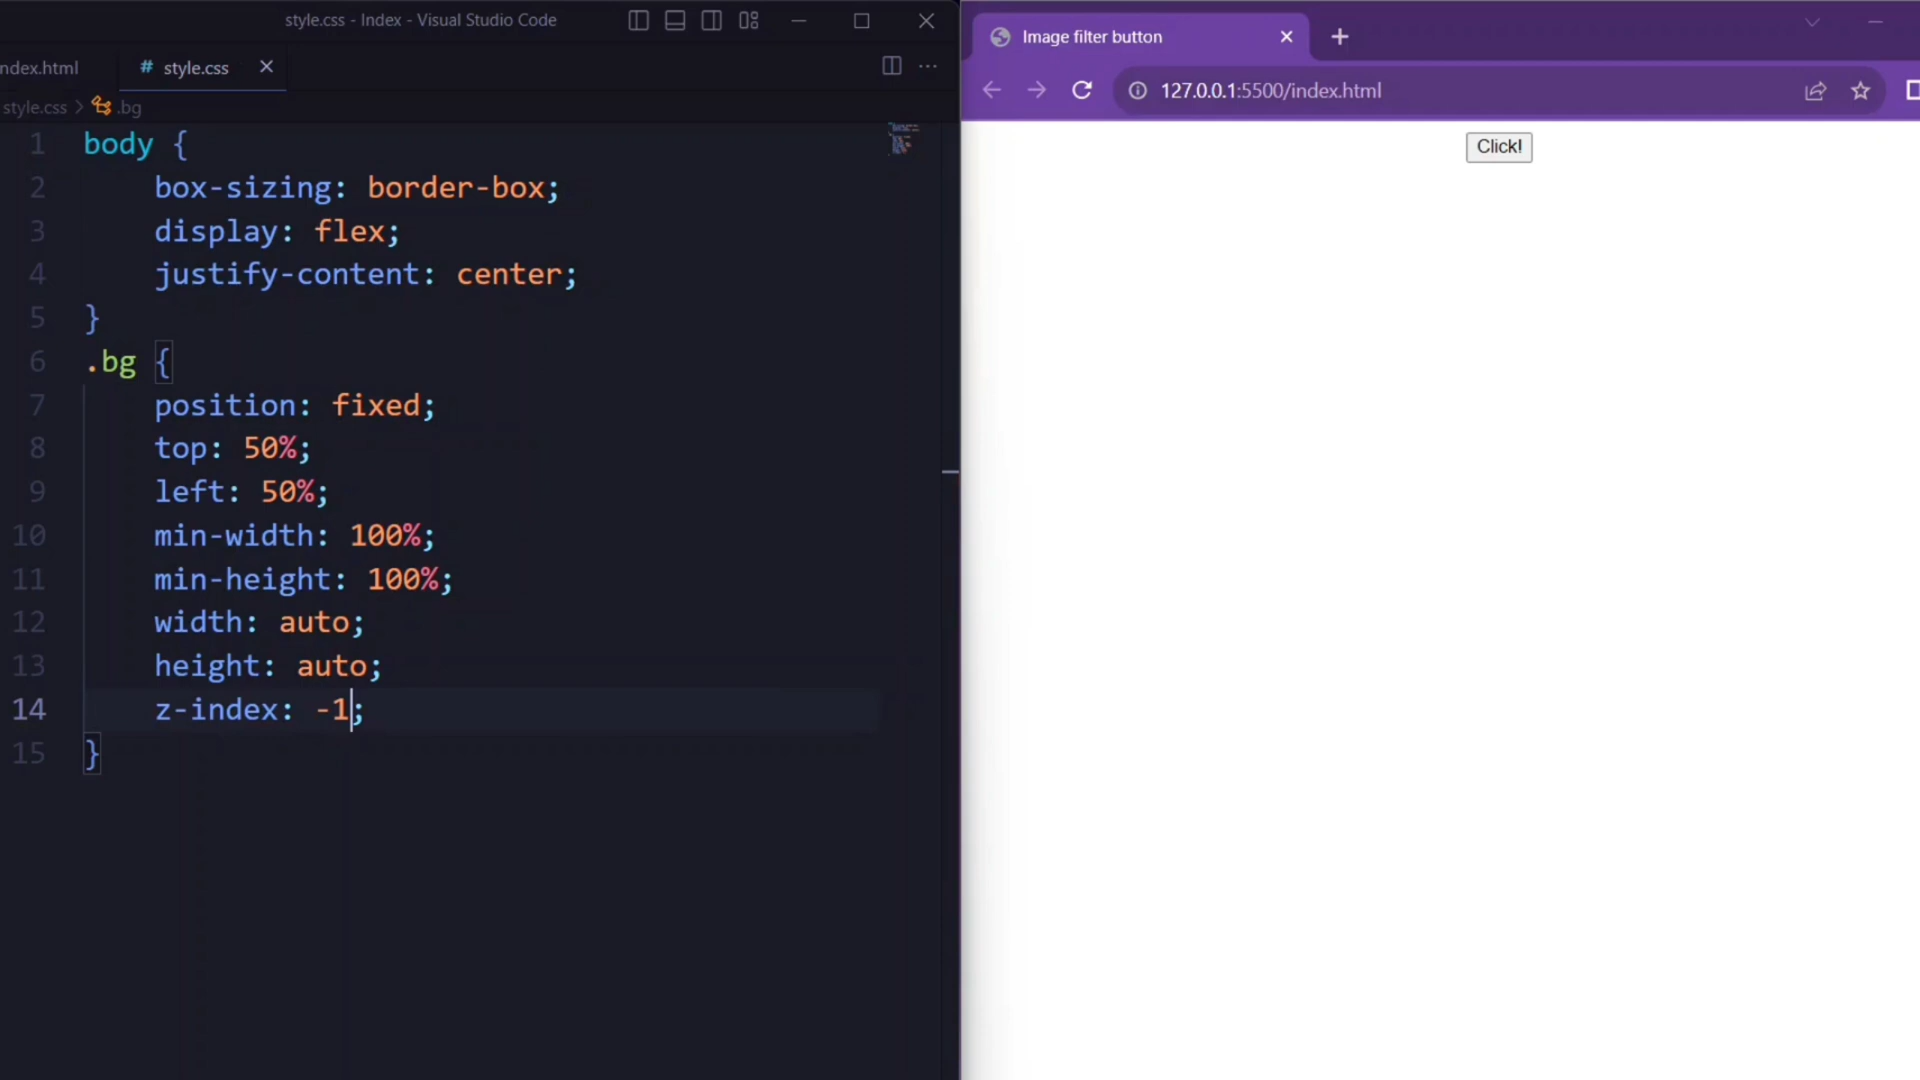 style.css - Index - Visual Studio Code
ndex.html
# style.css
style.css > .bg
1 body {
2 box-sizing: border-box;
3 display: flex;
4 justify-content: center;
5 }
6 .bg {
7 position: fixed;
8 top: 50%;
9 left: 50%;
10 min-width: 100%;
11 min-height: 100%;
12 width: auto;
13 height: auto;
14 z-index: -1;
15 }
Image filter button
127.0.0.1:5500/index.html
Click!